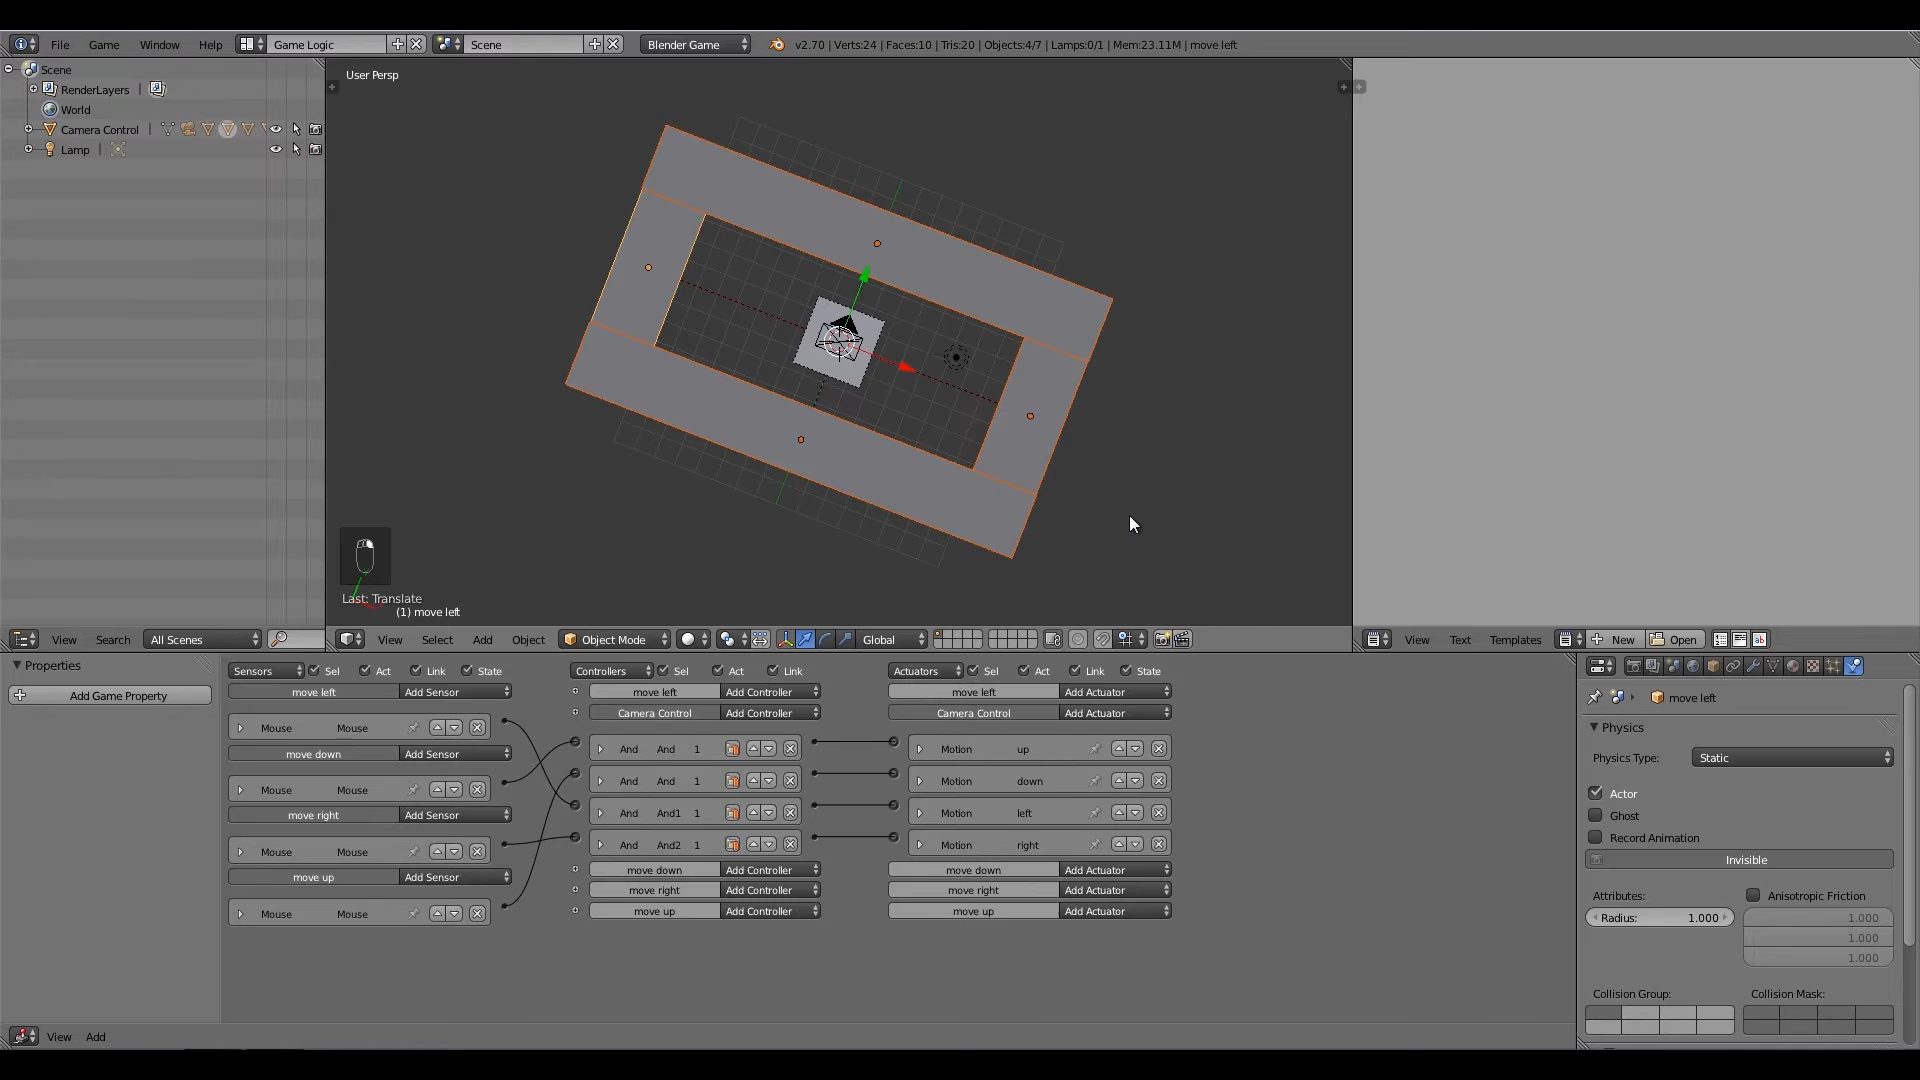 File Game Window Help Game Logic Scene Blender Game v2.70 | Verts:24 | Faces:10 | Tris:20 | Objects:4/7 | Lamps:0/1 | Mem:23.11M | move left
Scene
RenderLayers
World
Camera Control
Lamp
User Persp
Last: Translate
(1) move left
View Search All Scenes
View Select Add Object Object Mode Global
View Text Templates New Open
Properties
Add Game Property
Sensors Sel Act Link State
move left Add Sensor
Mouse Mouse
move down Add Sensor
Mouse Mouse
move right Add Sensor
Mouse Mouse
move up Add Sensor
Mouse Mouse
Controllers Sel Act Link
move left Add Controller
Camera Control Add Controller
And And 1
And And 1
And And1 1
And And2 1
move down Add Controller
move right Add Controller
move up Add Controller
Actuators Sel Act Link State
move left Add Actuator
Camera Control Add Actuator
Motion up
Motion down
Motion left
Motion right
move down Add Actuator
move right Add Actuator
move up Add Actuator
move left
Physics
Physics Type: Static
Actor
Ghost
Record Animation
Invisible
Attributes: Anisotropic Friction
Radius: 1.000 1.000
1.000
1.000
Collision Group: Collision Mask:
View Add